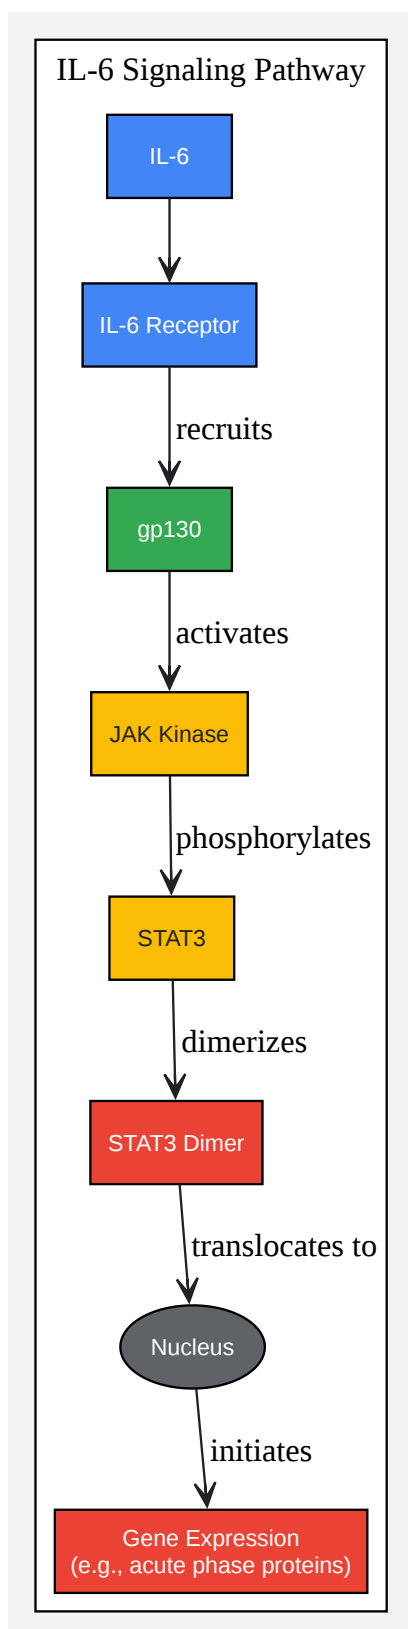 IL-6 Signaling Pathway
IL-6
IL-6 Receptor
recruits
gp130
activates
JAK Kinase
phosphorylates
STAT3
dimerizes
STAT3 Dimer
translocates to
Nucleus
initiates
Gene Expression
(e.g., acute phase proteins)